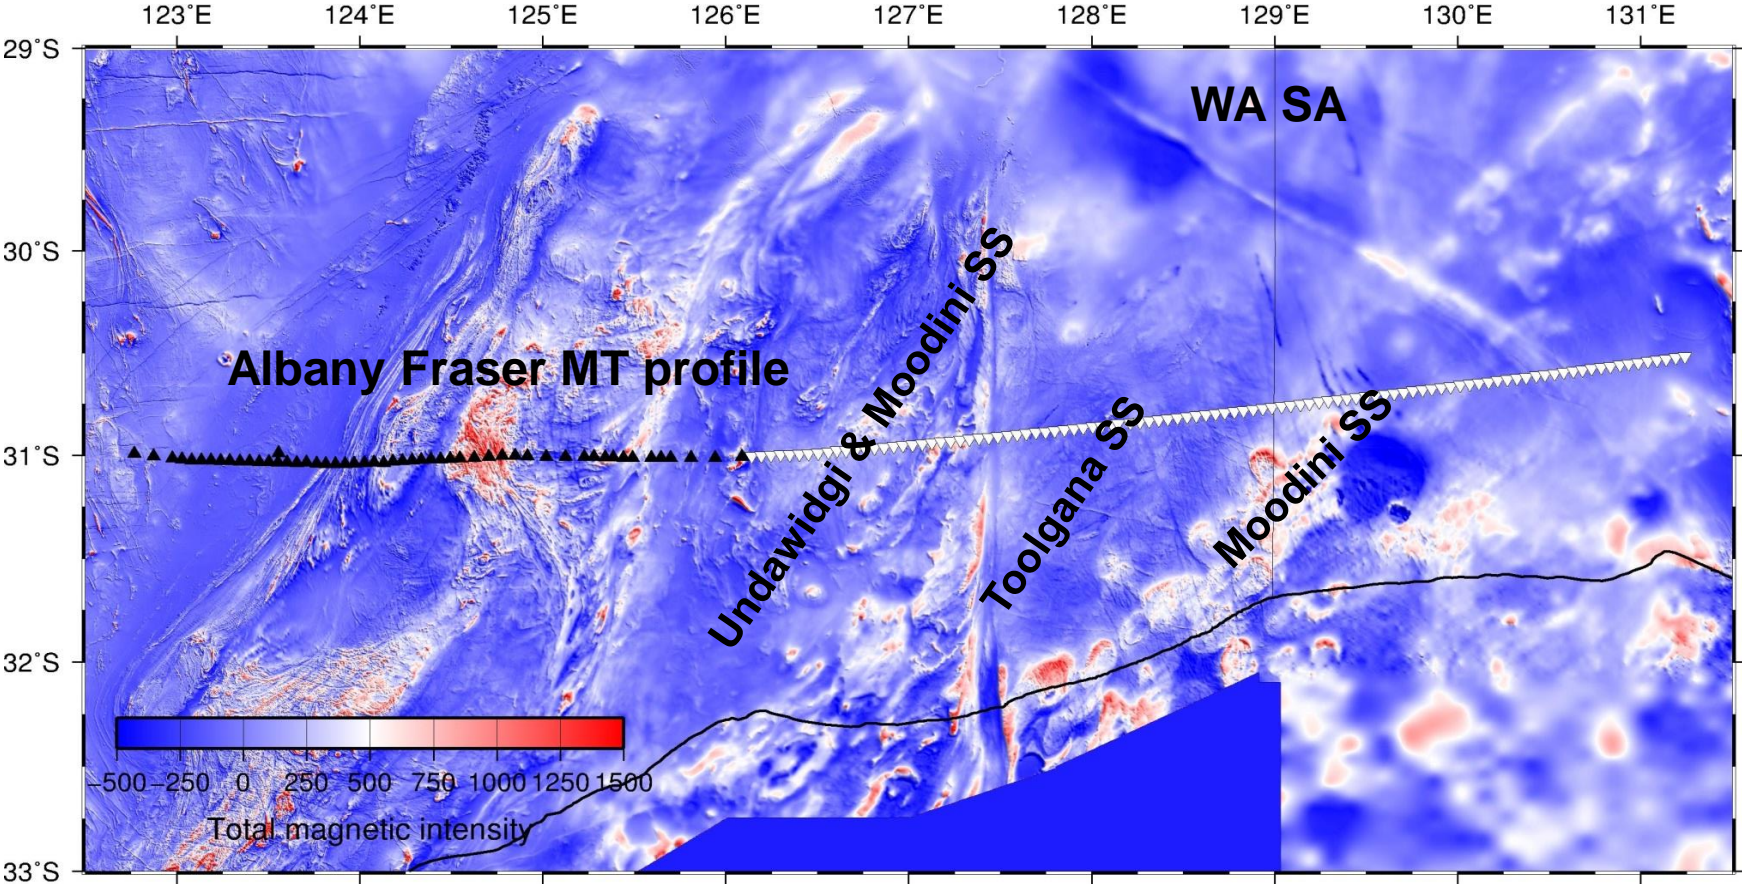 123°E 124°E 125°E 126°E 127°E 128°E 129°E 130°E 131°E
29°S
WA SA
30°S
Undawidgi & Moodini SS
Albany Fraser MT profile
Toolgana SS
Moodini SS
31°S
32°S
−500 −250 0 250 500 750 1000 1250 1500
Total magnetic intensity
33°S